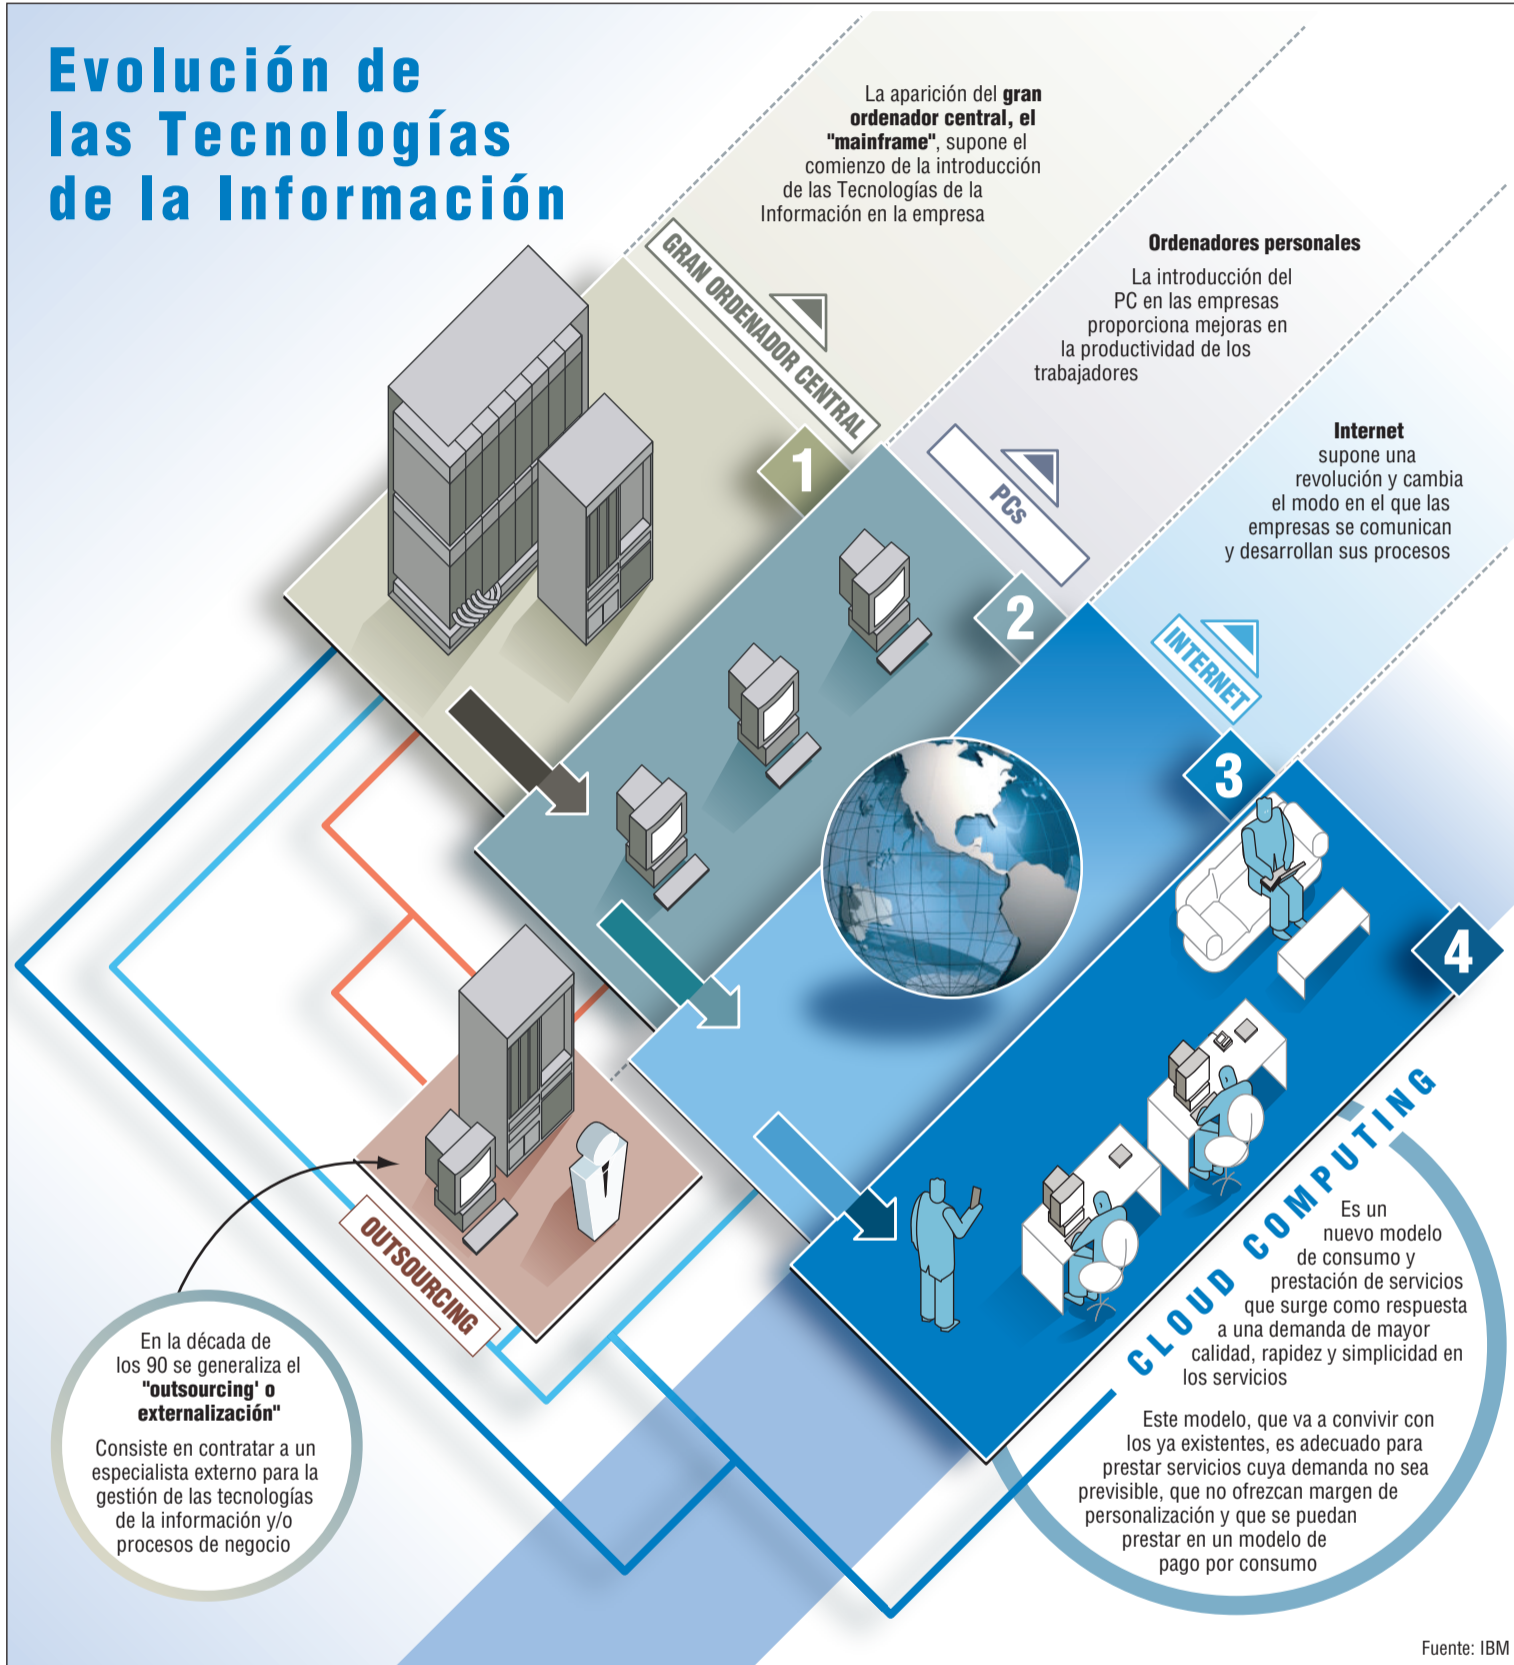 Evolución de
las Tecnologías
de la Información
La aparición del gran
ordenador central, el
"mainframe", supone el
comienzo de la introducción
de las Tecnologías de la
Información en la empresa
GRAN ORDENADOR CENTRAL
1
Ordenadores personales
La introducción del
PC en las empresas
proporciona mejoras en
la productividad de los
trabajadores
PCs
2
Internet
supone una
revolución y cambia
el modo en el que las
empresas se comunican
y desarrollan sus procesos
INTERNET
3
4
CLOUD COMPUTING
Es un
nuevo modelo
de consumo y
prestación de servicios
que surge como respuesta
a una demanda de mayor
calidad, rapidez y simplicidad en
los servicios
Este modelo, que va a convivir con
los ya existentes, es adecuado para
prestar servicios cuya demanda no sea
previsible, que no ofrezcan margen de
personalización y que se puedan
prestar en un modelo de
pago por consumo
OUTSOURCING
En la década de
los 90 se generaliza el
"outsourcing' o
externalización"
Consiste en contratar a un
especialista externo para la
gestión de las tecnologías
de la información y/o
procesos de negocio
Fuente: IBM